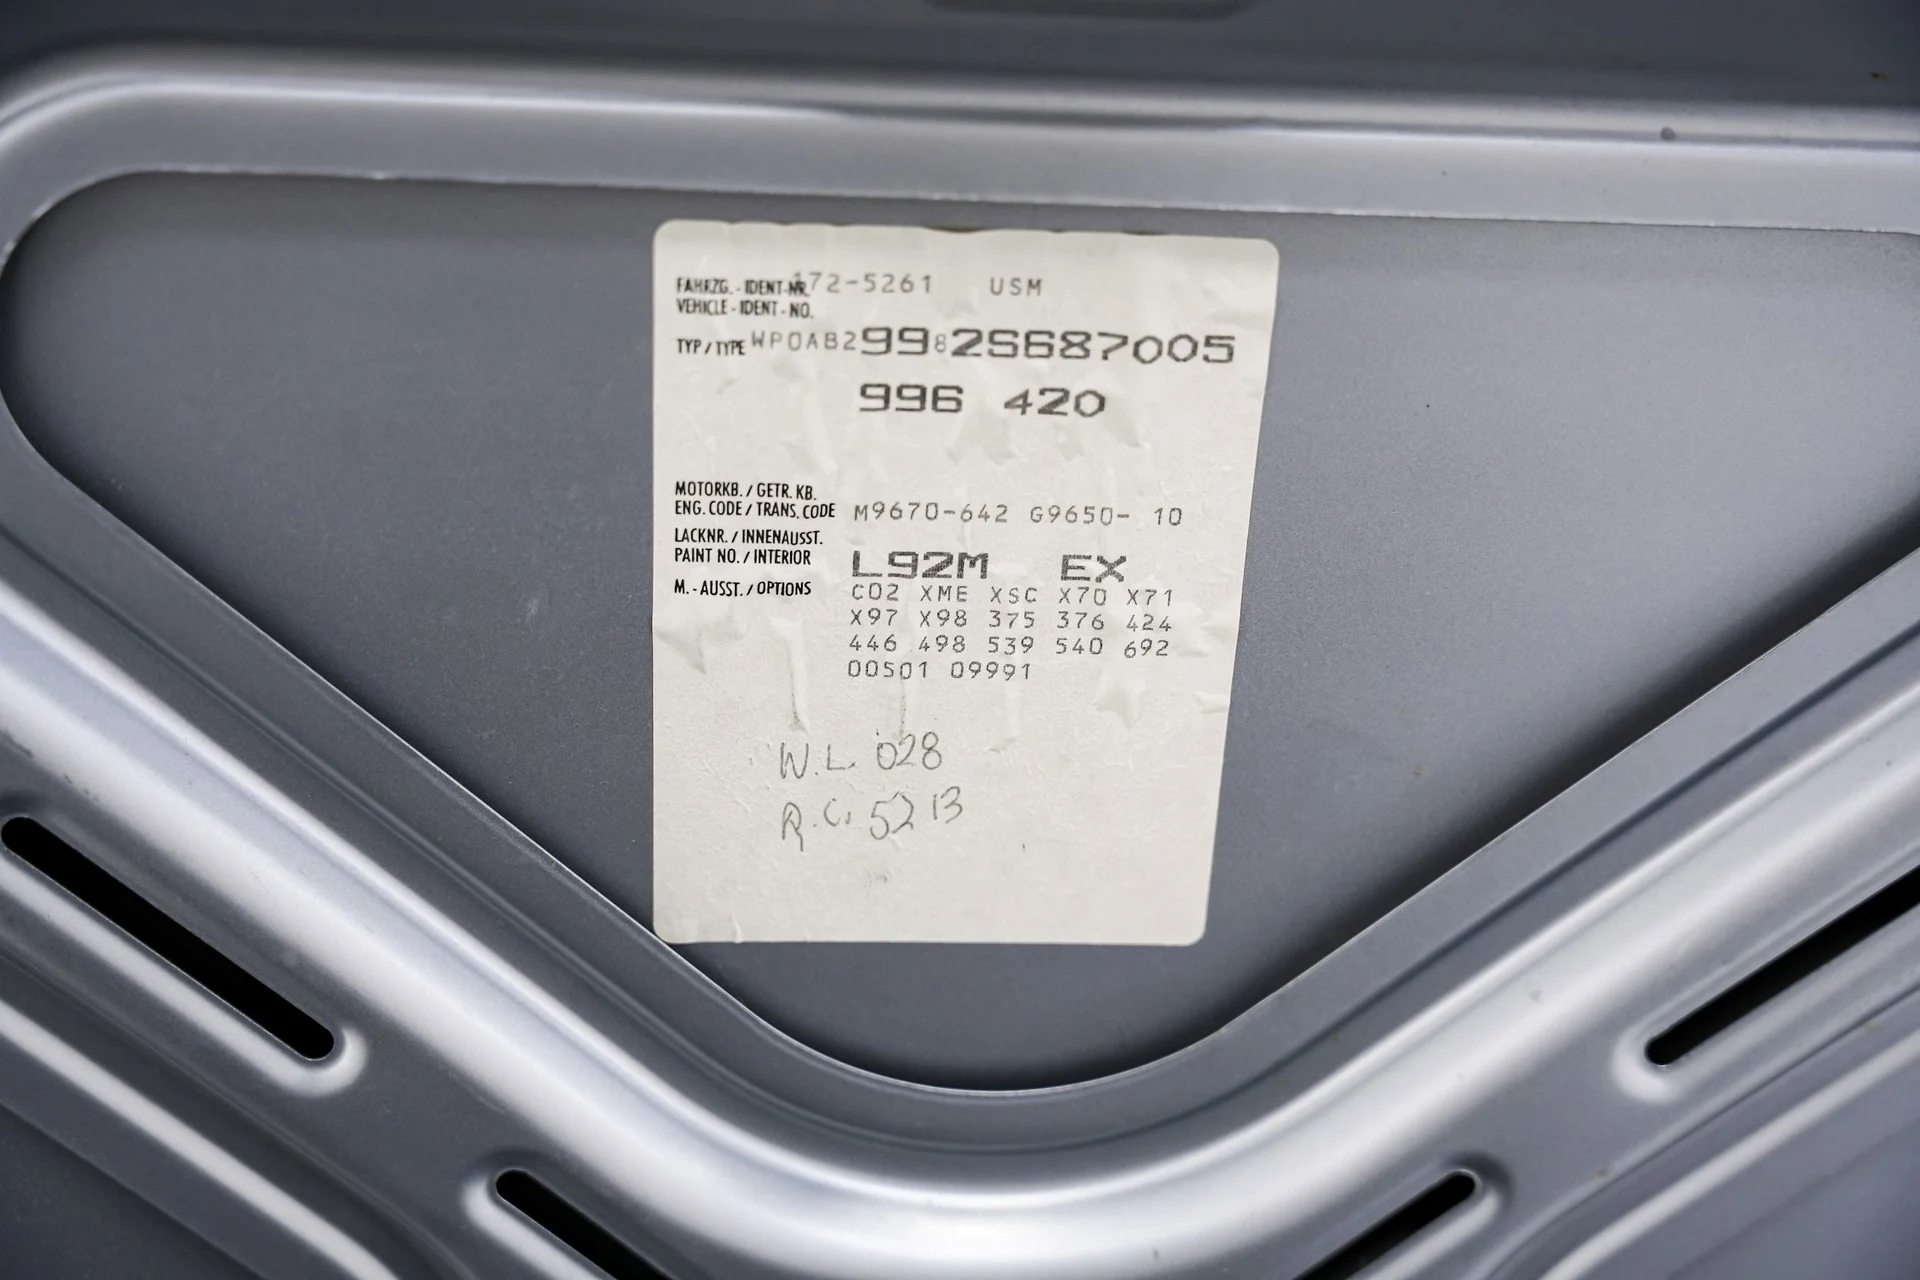 FAHRZG. - IDENT-NR. 172-5261 USM
VEHICLE - IDENT - NO.
TYP / TYPE WP0AB29982S687005
996 420
MOTORKB. / GETR. KB.
ENG. CODE / TRANS. CODE M9670-642 G9650- 10
LACKNR. / INNENAUSST.
PAINT NO. / INTERIOR L92M EX
M. - AUSST. / OPTIONS C02 XME XSC X70 X71
X97 X98 375 376 424
446 498 539 540 692
00501 09991
W.L. 028
R.C. 5213